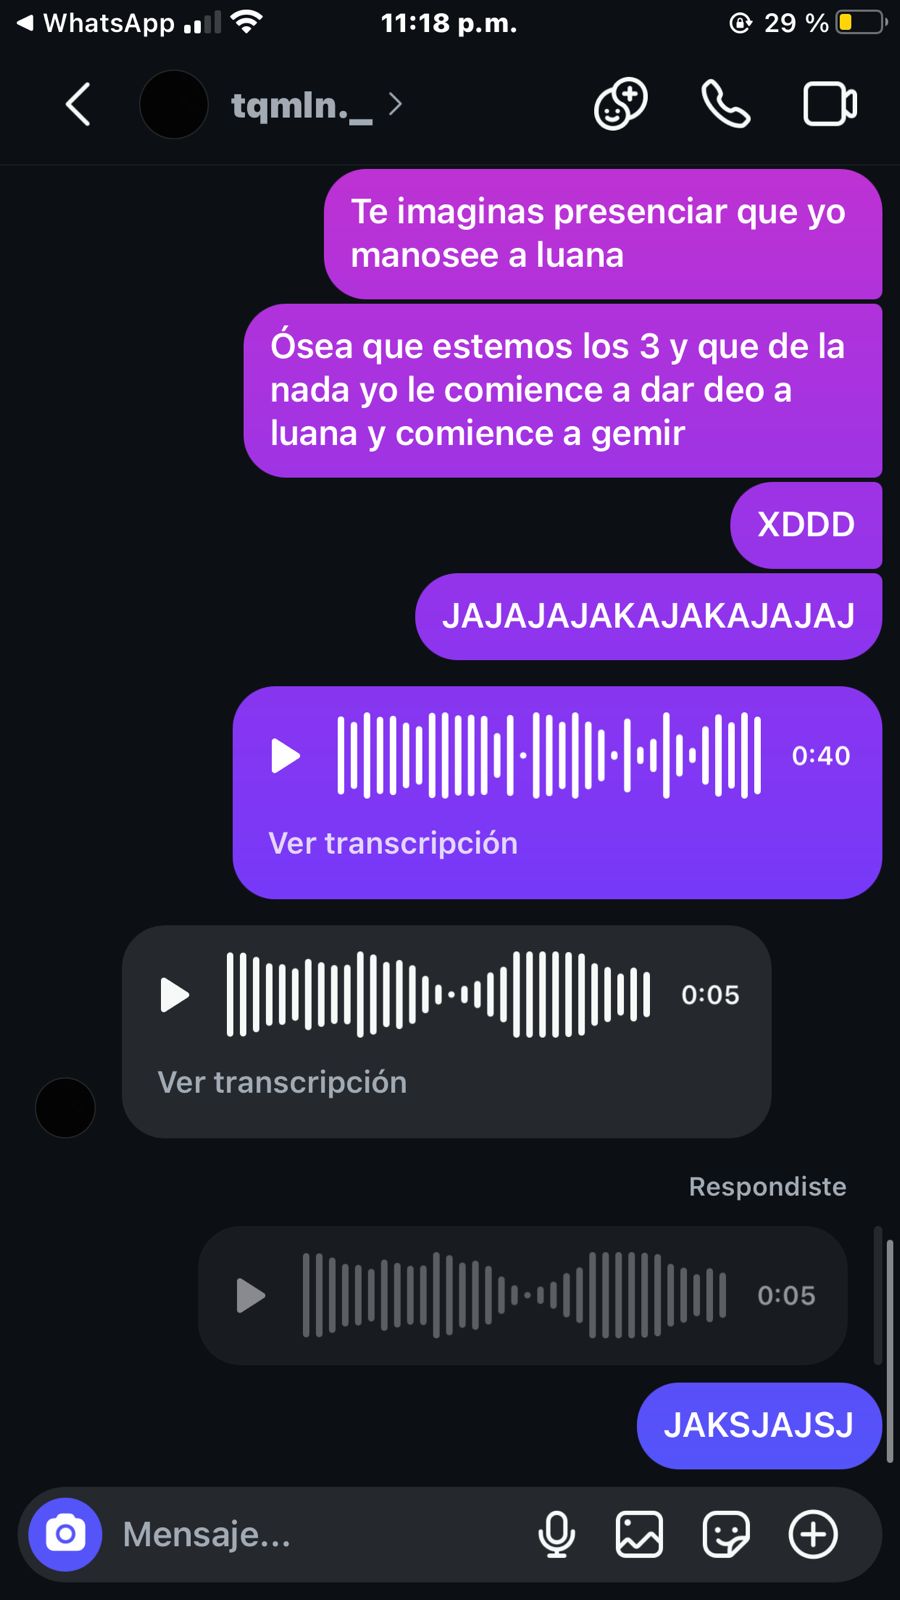 WhatsApp
11:18 p.m.
29 %
tqmln._
Te imaginas presenciar que yo
manosee a luana
Ósea que estemos los 3 y que de la
nada yo le comience a dar deo a
luana y comience a gemir
XDDD
JAJAJAJAKAJAKAJAJAJ
0:40
Ver transcripción
0:05
Ver transcripción
Respondiste
0:05
JAKSJAJSJ
Mensaje...